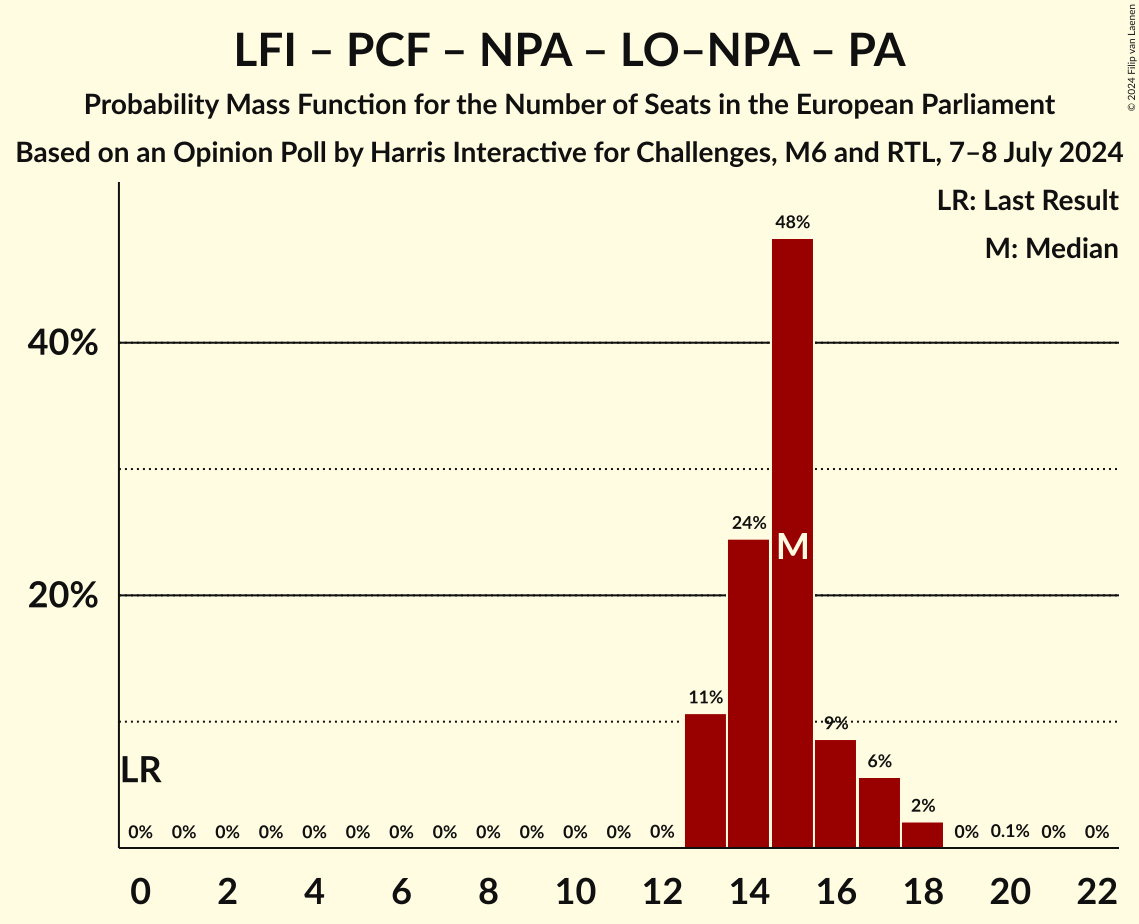 LFI – PCF – NPA – LO–NPA – PA
Probability Mass Function for the Number of Seats in the European Parliament
Based on an Opinion Poll by Harris Interactive for Challenges, M6 and RTL, 7–8 July 2024
© 2024 Filip van Laenen
LR: Last Result
M: Median
48%
40%
24%
M
20%
11%
9%
6%
LR
2%
0% 0% 0% 0% 0% 0% 0% 0% 0% 0% 0% 0% 0% 0% 0.1% 0% 0%
0 2 4 6 8 10 12 14 16 18 20 22